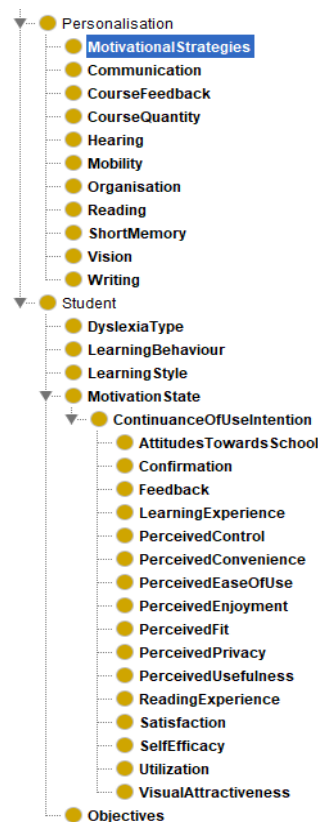 Personalisation
MotivationalStrategies
Communication
CourseFeedback
CourseQuantity
Hearing
Mobility
Organisation
Reading
ShortMemory
Vision
Writing
Student
DyslexiaType
LearningBehaviour
LearningStyle
MotivationState
ContinuanceOfUseIntention
AttitudesTowardsSchool
Confirmation
Feedback
LearningExperience
PerceivedControl
PerceivedConvenience
PerceivedEaseOfUse
PerceivedEnjoyment
PerceivedFit
PerceivedPrivacy
PerceivedUsefulness
ReadingExperience
Satisfaction
SelfEfficacy
Utilization
VisualAttractiveness
Objectives